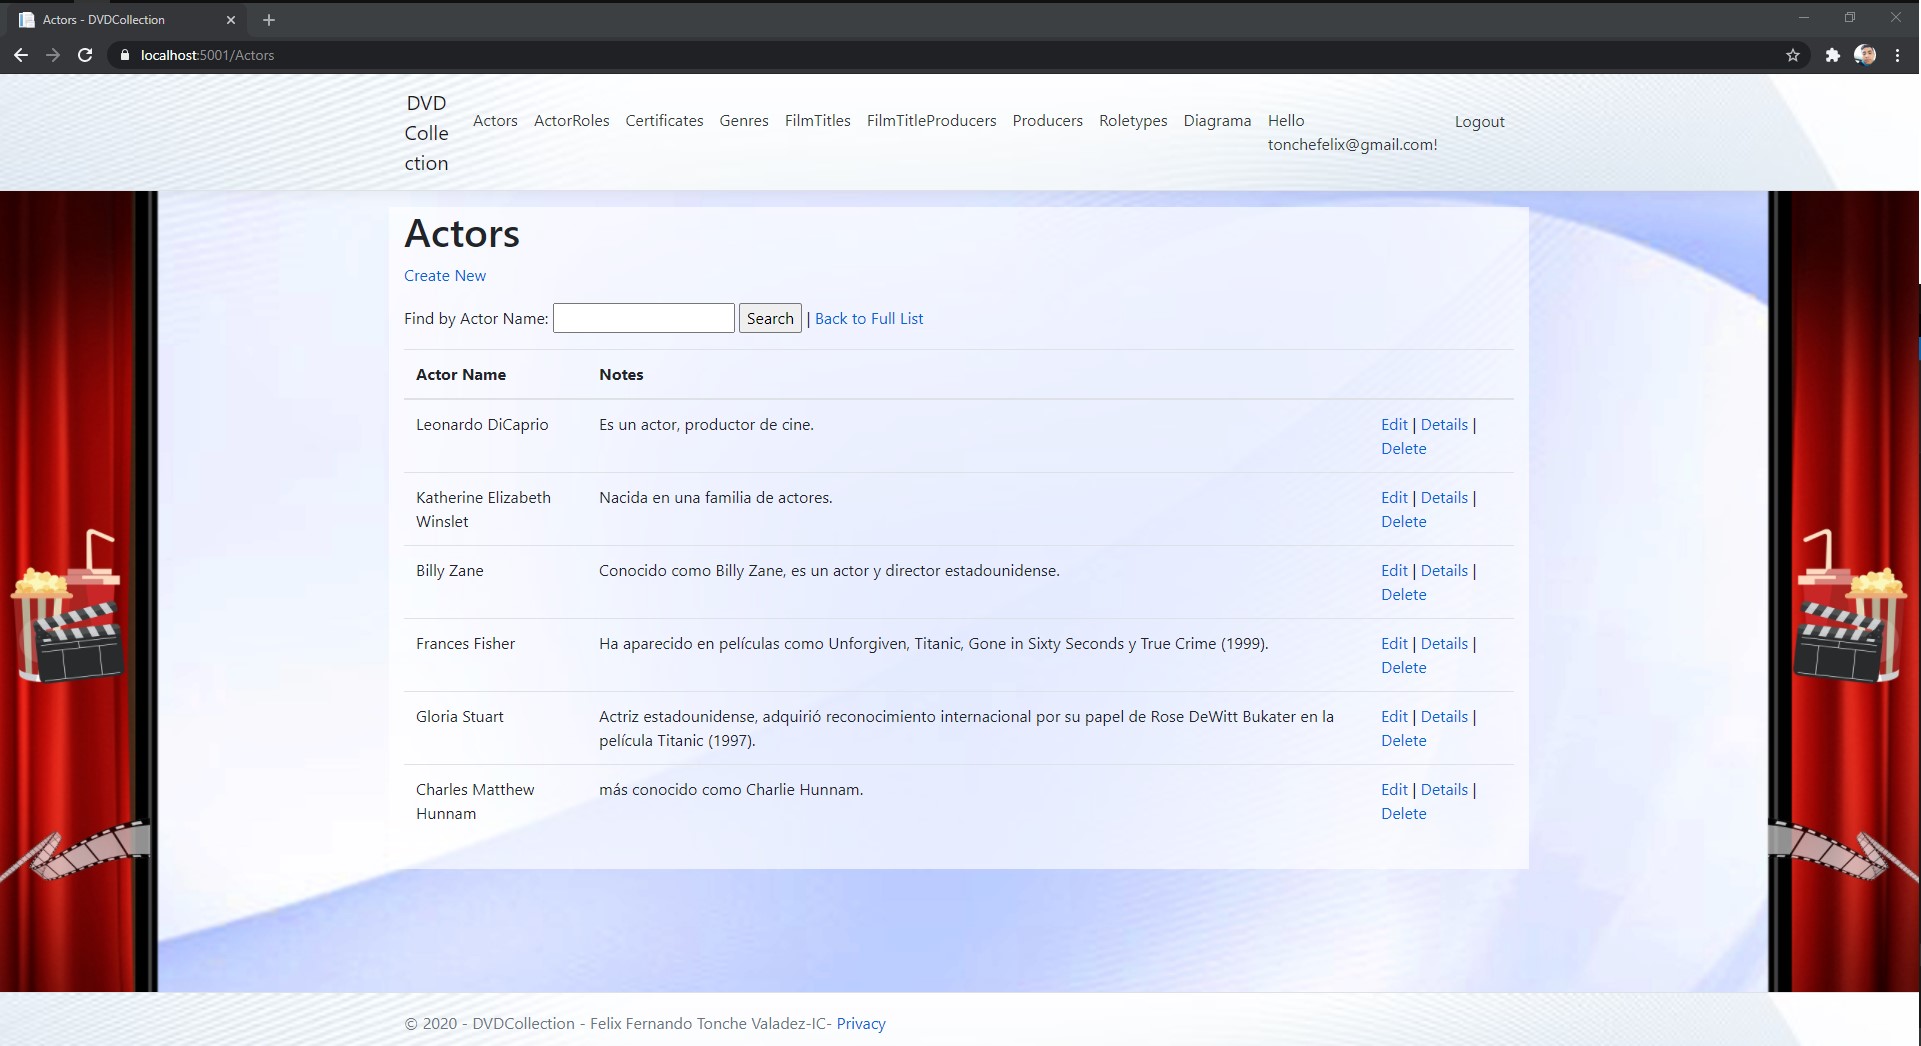 Actors - DVDCollection
localhost:5001/Actors
DVD
Colle
ction
Actors ActorRoles Certificates Genres FilmTitles FilmTitleProducers Producers Roletypes Diagrama Hello
tonchefelix@gmail.com!
Logout
Actors
Create New
Find by Actor Name: Search | Back to Full List
Actor Name Notes
Leonardo DiCaprio Es un actor, productor de cine. Edit | Details |
Delete
Katherine Elizabeth Nacida en una familia de actores. Edit | Details |
Winslet Delete
Billy Zane Conocido como Billy Zane, es un actor y director estadounidense. Edit | Details |
Delete
Frances Fisher Ha aparecido en películas como Unforgiven, Titanic, Gone in Sixty Seconds y True Crime (1999). Edit | Details |
Delete
Gloria Stuart Actriz estadounidense, adquirió reconocimiento internacional por su papel de Rose DeWitt Bukater en la Edit | Details |
película Titanic (1997). Delete
Charles Matthew más conocido como Charlie Hunnam. Edit | Details |
Hunnam Delete
© 2020 - DVDCollection - Felix Fernando Tonche Valadez-IC- Privacy